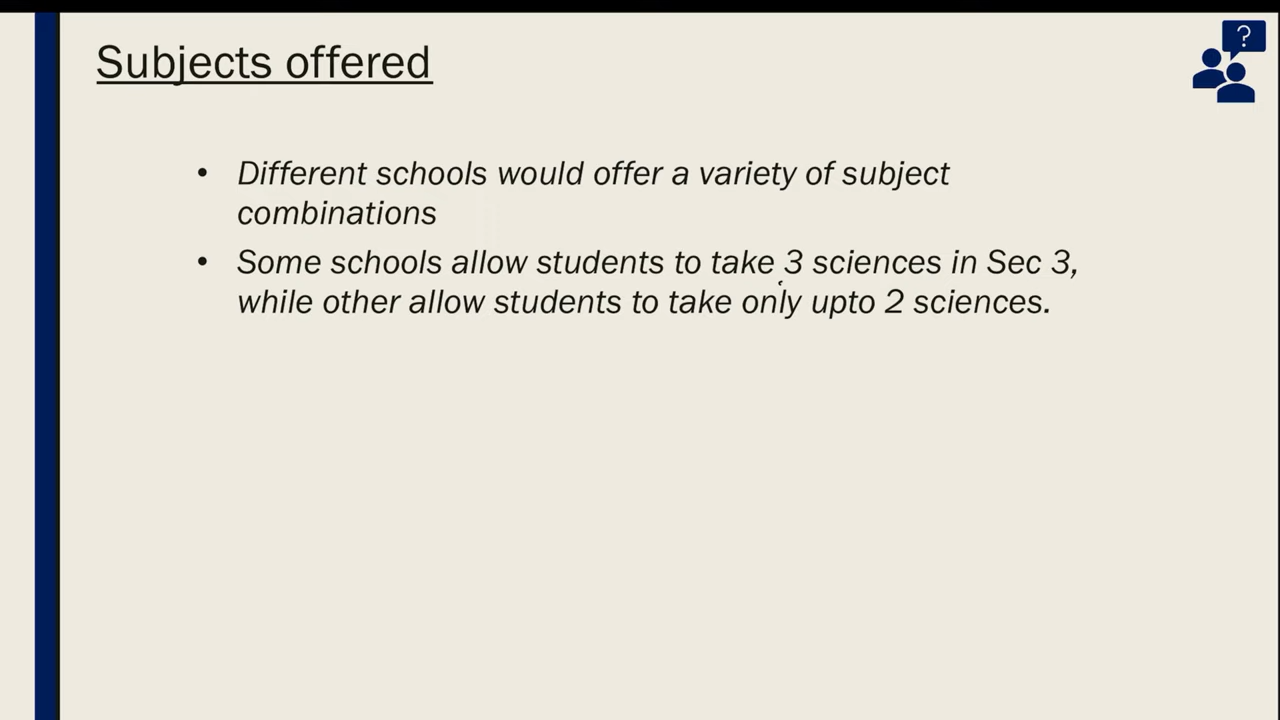 Subjects offered
?
• Different schools would offer a variety of subject
combinations
• Some schools allow students to take 3 sciences in Sec 3,
while other allow students to take only upto 2 sciences.